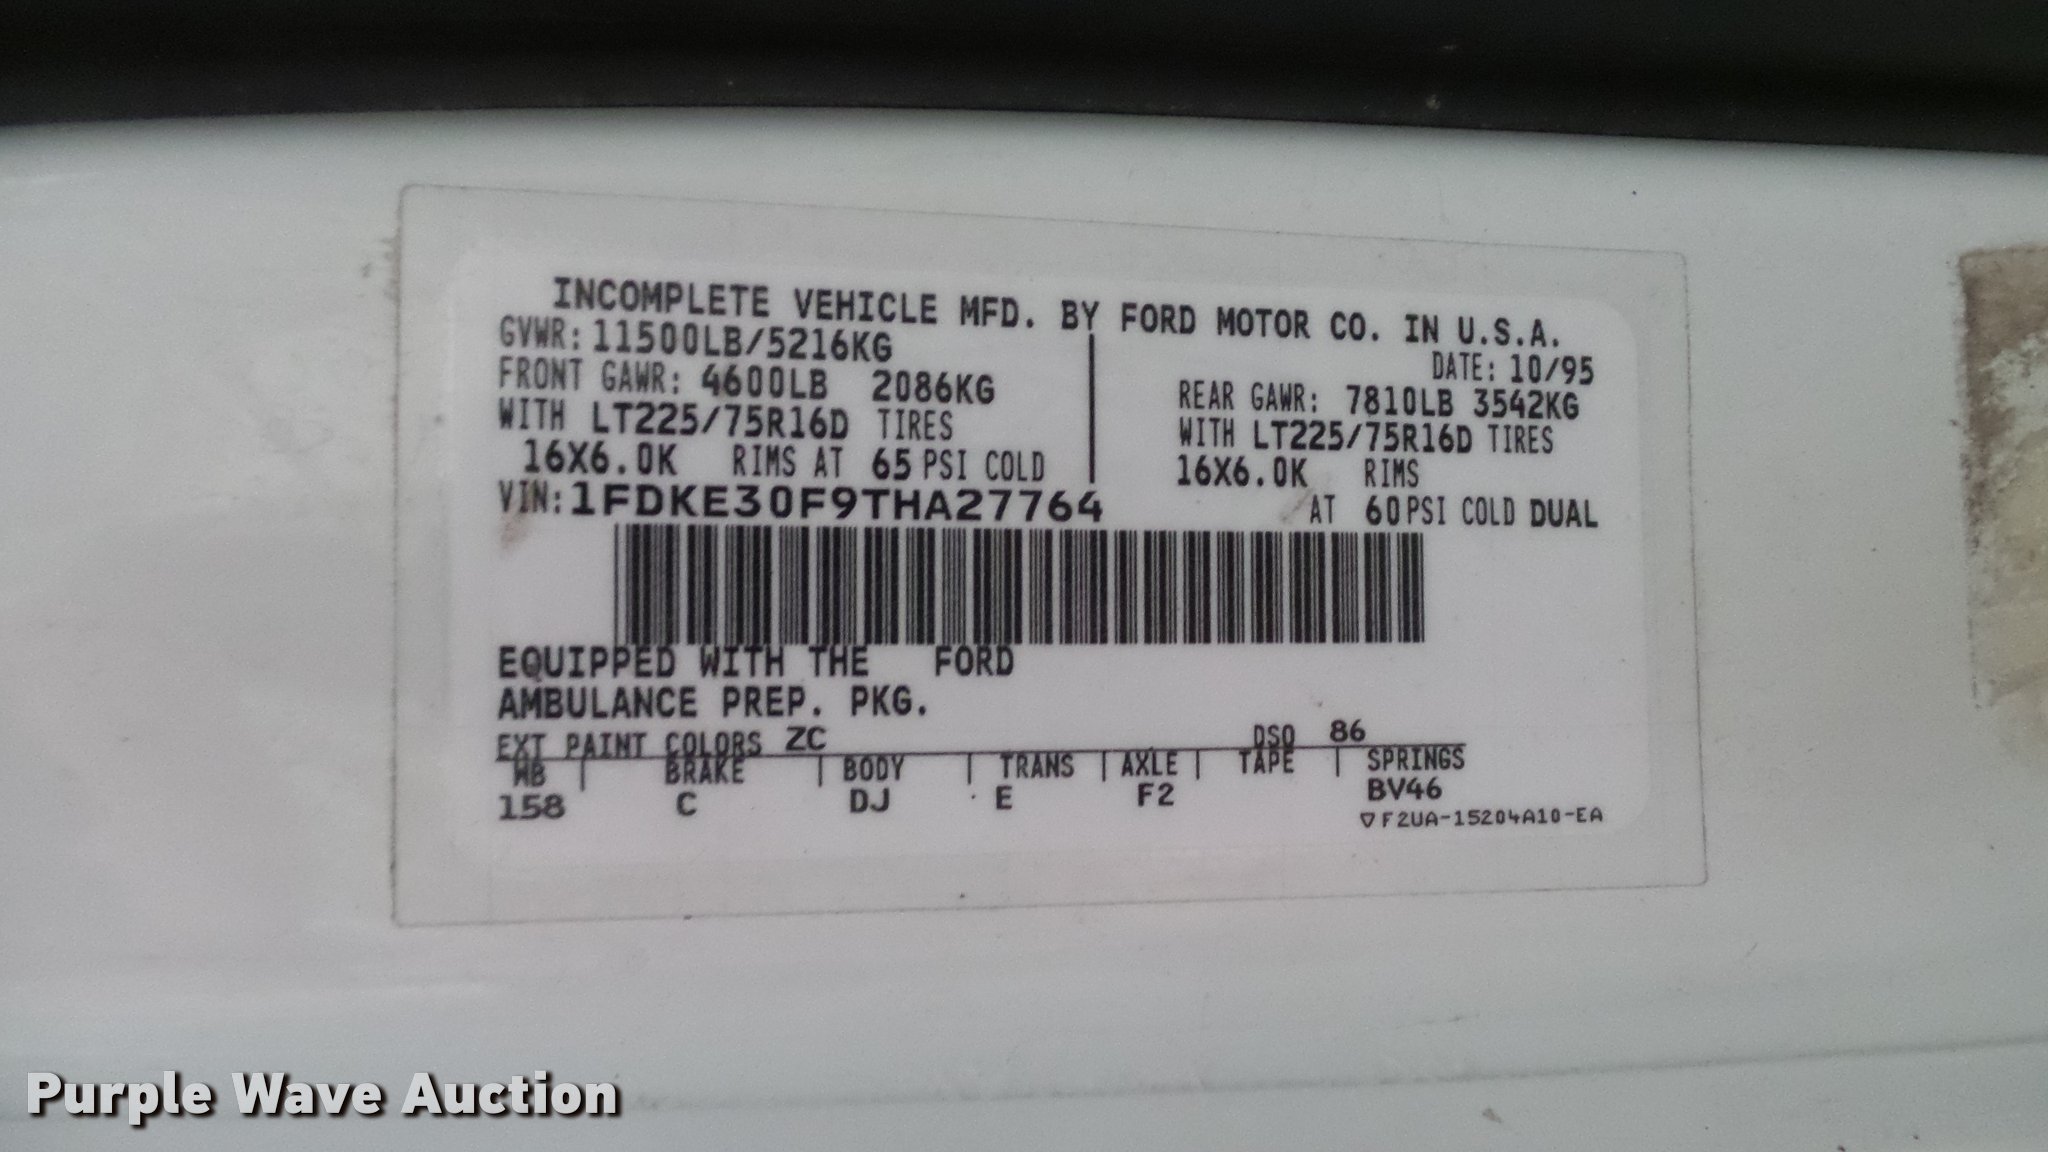 INCOMPLETE VEHICLE MFD. BY FORD MOTOR CO. IN U.S.A.
GVWR: 11500LB/5216KG
DATE: 10/95
FRONT GAWR: 4600LB 2086KG
REAR GAWR: 7810LB 3542KG
WITH LT225/75R16D TIRES
WITH LT225/75R16D TIRES
16X6.0K RIMS AT 65 PSI COLD
16X6.0K RIMS
VIN: 1FDKE30F9THA27764
AT 60 PSI COLD DUAL
EQUIPPED WITH THE FORD
AMBULANCE PREP. PKG.
EXT PAINT COLORS ZC DSO 86
WB | BRAKE | BODY | TRANS | AXLE | TAPE | SPRINGS
158 C DJ E F2 BV46
▽F2UA-15204A10-EA
Purple Wave Auction